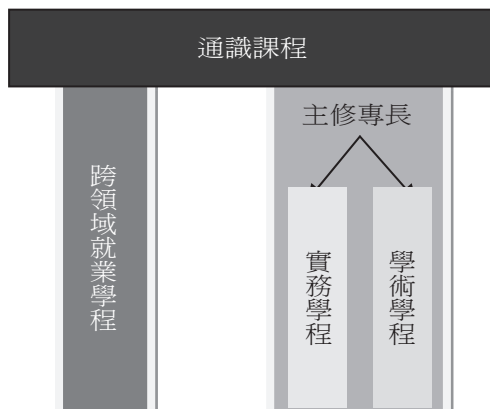 通識課程
主修專長
跨領域就業學程
實務學程
學術學程